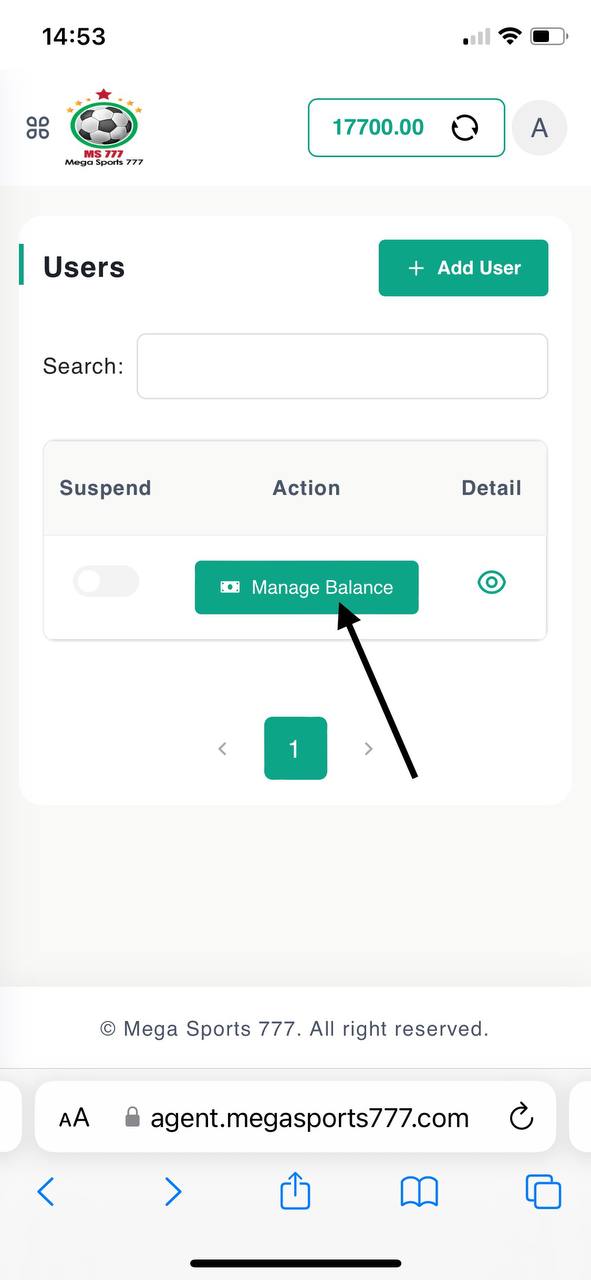 14:53
MS 777
Mega Sports 777
17700.00
A
Users
+ Add User
Search:
Suspend Action Detail
Manage Balance
1
© Mega Sports 777. All right reserved.
AA agent.megasports777.com